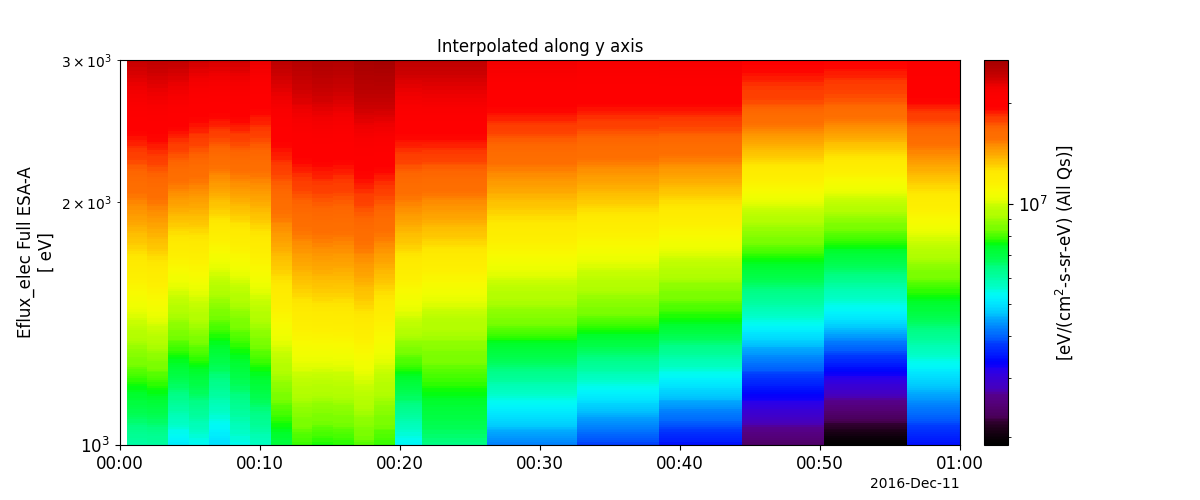 Interpolated along y axis
3 × 10³
2 × 10³
10³
Eflux_elec Full ESA-A
[ eV]
00:00 00:10 00:20 00:30 00:40 00:50 01:00
2016-Dec-11
10⁷
[eV/(cm²-s-sr-eV) (All Qs)]